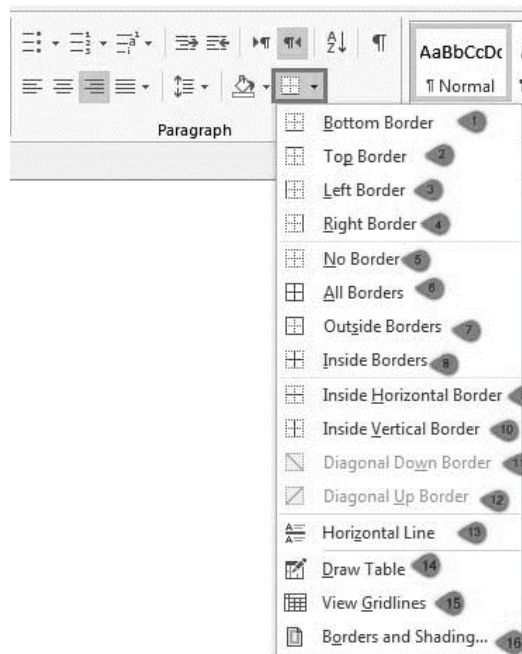 AaBbCcDc
¶ Normal
Paragraph
Bottom Border 1
Top Border 2
Left Border 3
Right Border 4
No Border 5
All Borders 6
Outside Borders 7
Inside Borders 8
Inside Horizontal Border
Inside Vertical Border 10
Diagonal Down Border 11
Diagonal Up Border 12
Horizontal Line 13
Draw Table 14
View Gridlines 15
Borders and Shading... 16